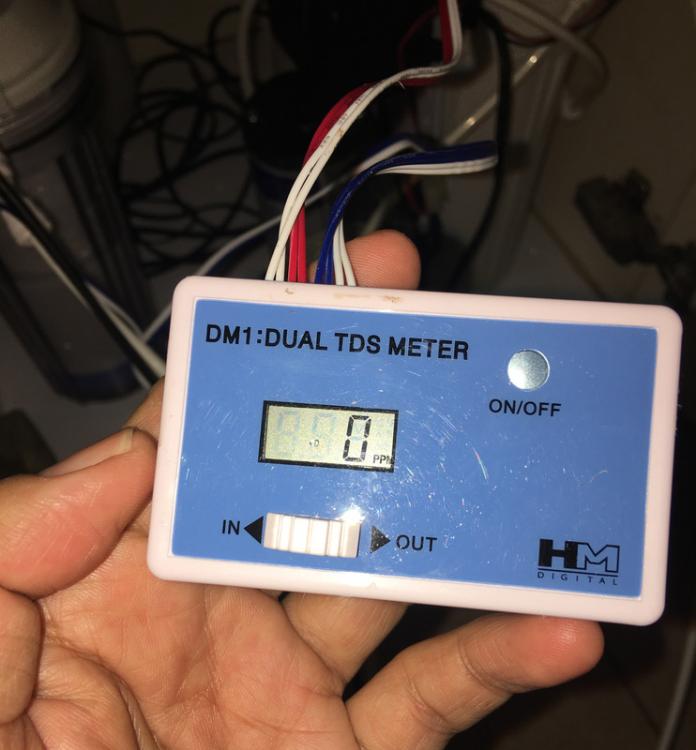 DM1:DUAL TDS METER
ON/OFF
0
PPM
IN
OUT
HM
DIGITAL